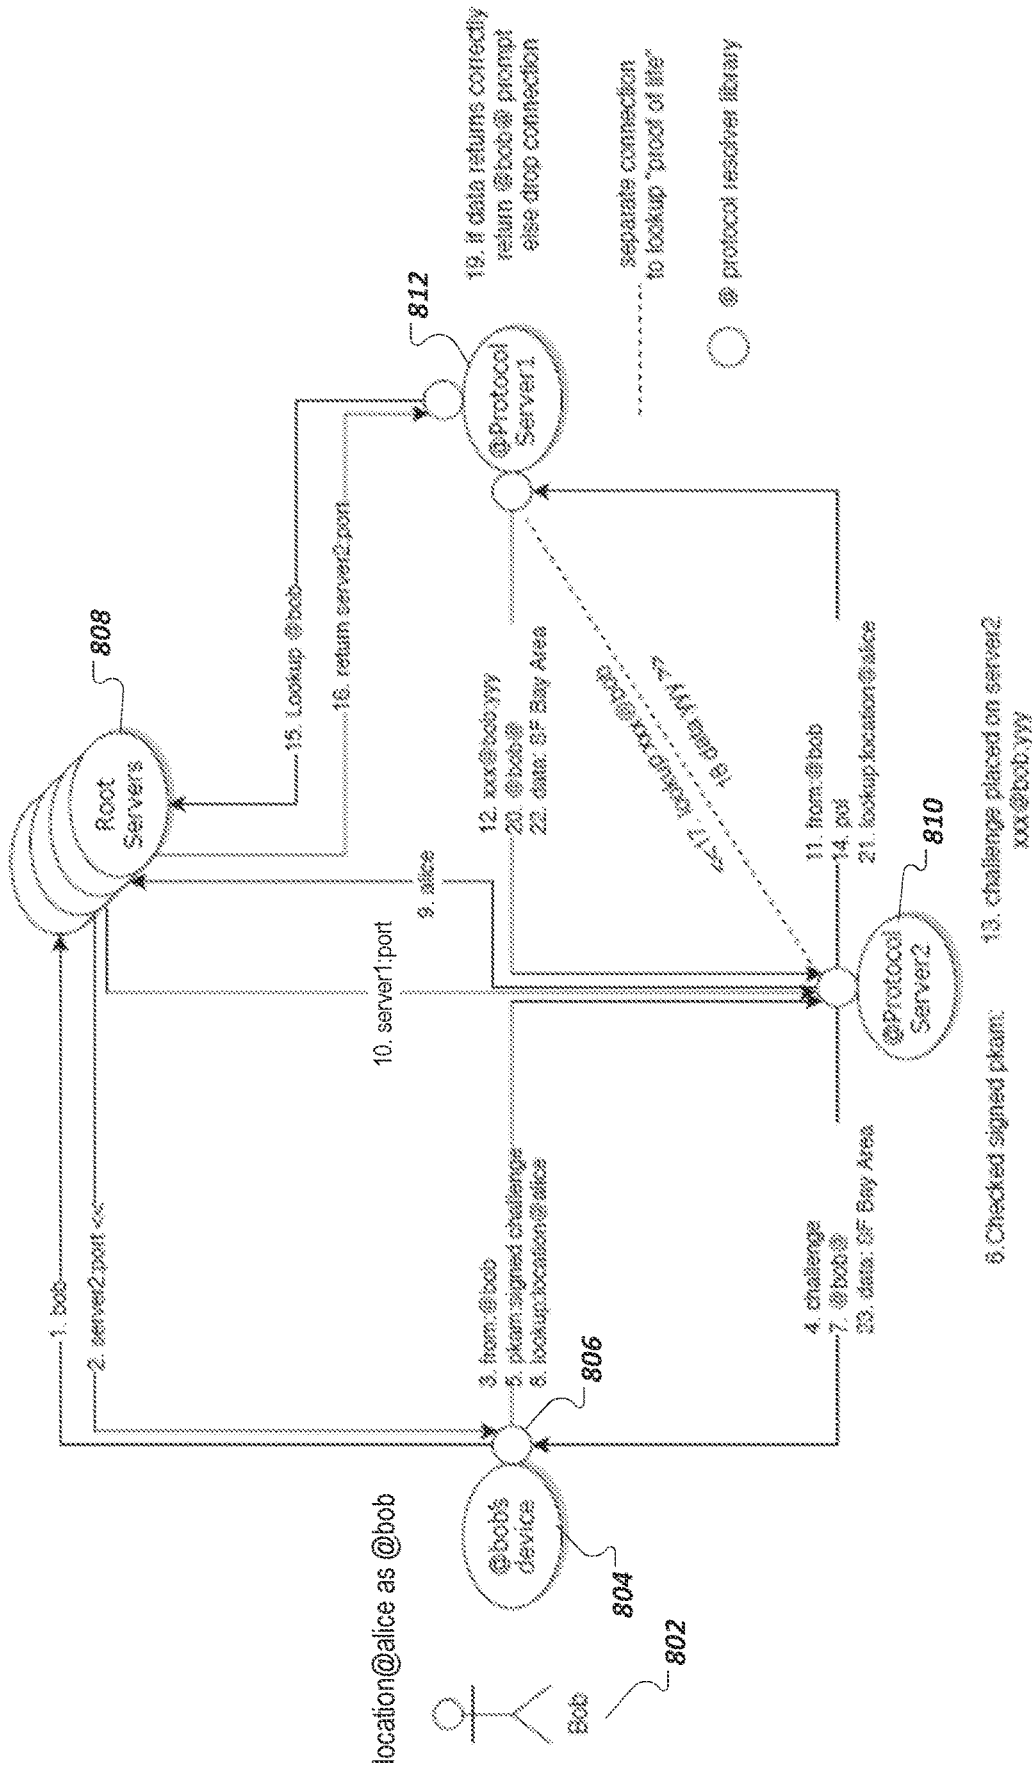 location@alice as @bob
Bob
802
@bob's
device
804
806
1. bob
2. server2:port <<
3. from:@bob
5. pkam:signed challenge
8. lookup:location@alice
4. challenge
7. @bob@
23. data: SF Bay Area
6.Checked signed pkam:
Root
Servers
808
9. alice
10. server1:port
@Protocol
Server2
810
11. from:@bob
14. pol
21. lookup location@alice
12. xxx@bob:yyy
20. @bob@
22. data: SF Bay Area
13. challenge placed on server2
xxx@bob:yyy
15. Lookup @bob
16. return server2:port
<<17. lookup:xxx@bob
18 data yyy >>
@Protocol
Server1
812
19. If data returns correctly
return @bob@ prompt
else drop connection
separate connection
to lookup "proof of life"
@ protocol resolver library